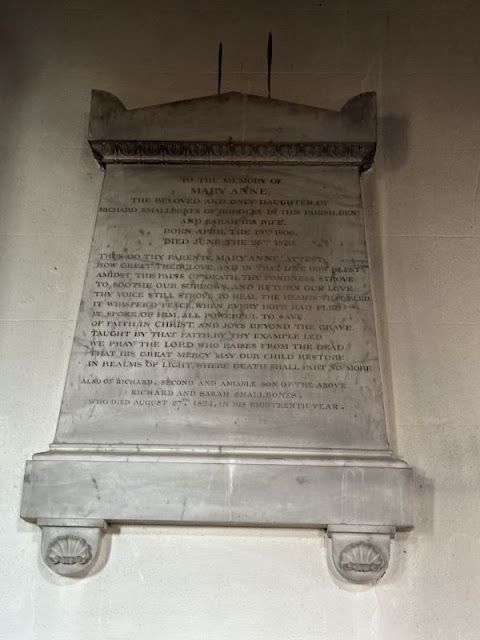 TO THE MEMORY OF
MARY ANNE,
THE BELOVED AND ONLY DAUGHTER OF
RICHARD SMALLBONES OF IN THIS PARISH, GENT
AND SARAH HIS WIFE.
BORN APRIL THE 19TH
DIED JUNE THE
THUS DO THY PARENTS, MARY ANNE, ATTEST,
HOW GREAT THEIR LOVE, AND IN THAT LOVE HOW BLEST.
AMIDST THE PAINS OF DEATH, THY FONDNESS STROVE
TO SOOTHE OUR SORROWS, AND RETURN OUR LOVE.
THY VOICE STILL STROVE TO HEAL THE HEARTS THAT BLED,
IT WHISPER'D PEACE, WHEN EVERY HOPE HAD FLED.
IT SPOKE OF HIM, ALL POWERFUL TO SAVE
OF FAITH IN CHRIST, AND JOYS BEYOND THE GRAVE
TAUGHT BY THAT FAITH, BY THY EXAMPLE LED
WE PRAY THE LORD WHO RAISES FROM THE DEAD
THAT HIS GREAT MERCY MAY OUR CHILD RESTORE
IN REALMS OF LIGHT, WHERE DEATH SHALL PART NO MORE
ALSO OF RICHARD, SECOND AND AMIABLE SON OF THE ABOVE
RICHARD AND SARAH SMALLBONES,
WHO DIED AUGUST 1824, IN HIS EIGHTEENTH YEAR.